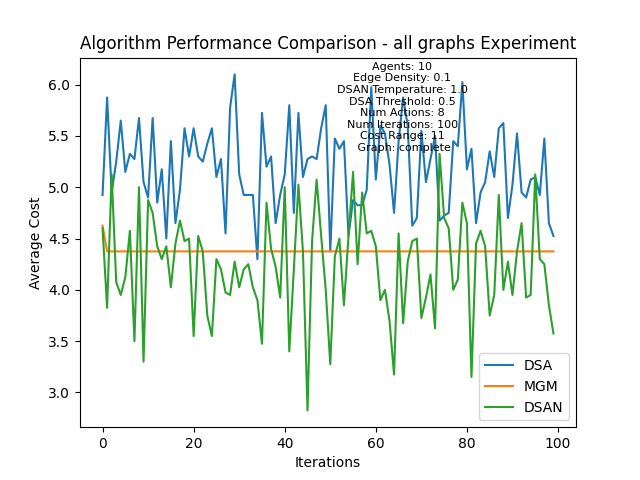 Algorithm Performance Comparison - all graphs Experiment
Agents: 10
Edge Density: 0.1
DSAN Temperature: 1.0
DSA Threshold: 0.5
Num Actions: 8
Num Iterations: 100
Cost Range: 11
Graph: complete
Average Cost
6.0
5.5
5.0
4.5
4.0
3.5
3.0
0
20
40
60
80
100
Iterations
DSA
MGM
DSAN